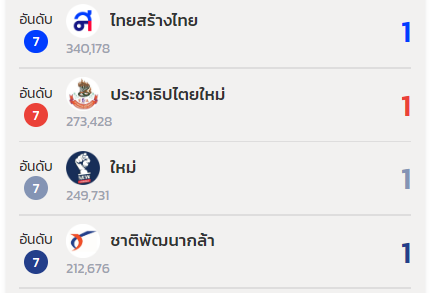 อันดับ
7
ไทยสร้างไทย
340,178
1
อันดับ
7
ประชาธิปไตยใหม่
273,428
1
อันดับ
7
ใหม่
249,731
1
อันดับ
7
ชาติพัฒนากล้า
212,676
1